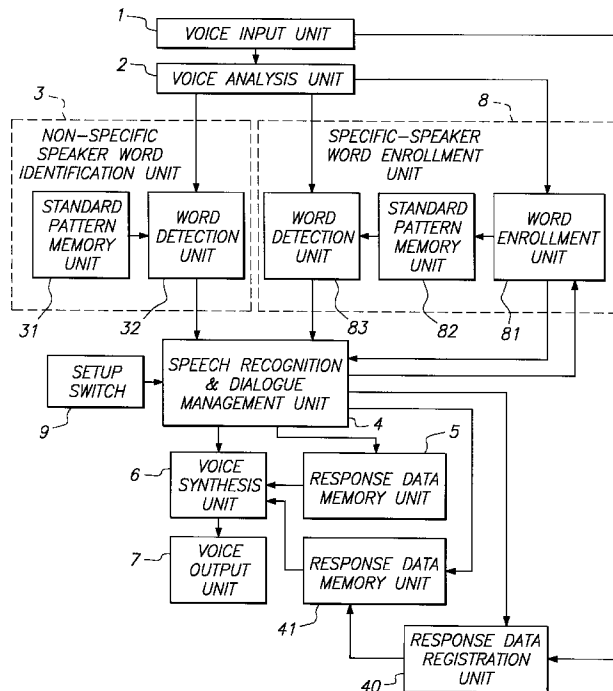 1
VOICE INPUT UNIT
2
VOICE ANALYSIS UNIT
3
8
NON-SPECIFIC
SPEAKER WORD
IDENTIFICATION UNIT
SPECIFIC-SPEAKER
WORD ENROLLMENT
UNIT
STANDARD
PATTERN
MEMORY
UNIT
WORD
DETECTION
UNIT
WORD
DETECTION
UNIT
STANDARD
PATTERN
MEMORY
UNIT
WORD
ENROLLMENT
UNIT
31
32
83
82
81
SETUP
SWITCH
9
SPEECH RECOGNITION
& DIALOGUE
MANAGEMENT UNIT
4
5
6
VOICE
SYNTHESIS
UNIT
RESPONSE DATA
MEMORY UNIT
7
VOICE
OUTPUT
UNIT
RESPONSE DATA
MEMORY UNIT
41
RESPONSE DATA
REGISTRATION
UNIT
40